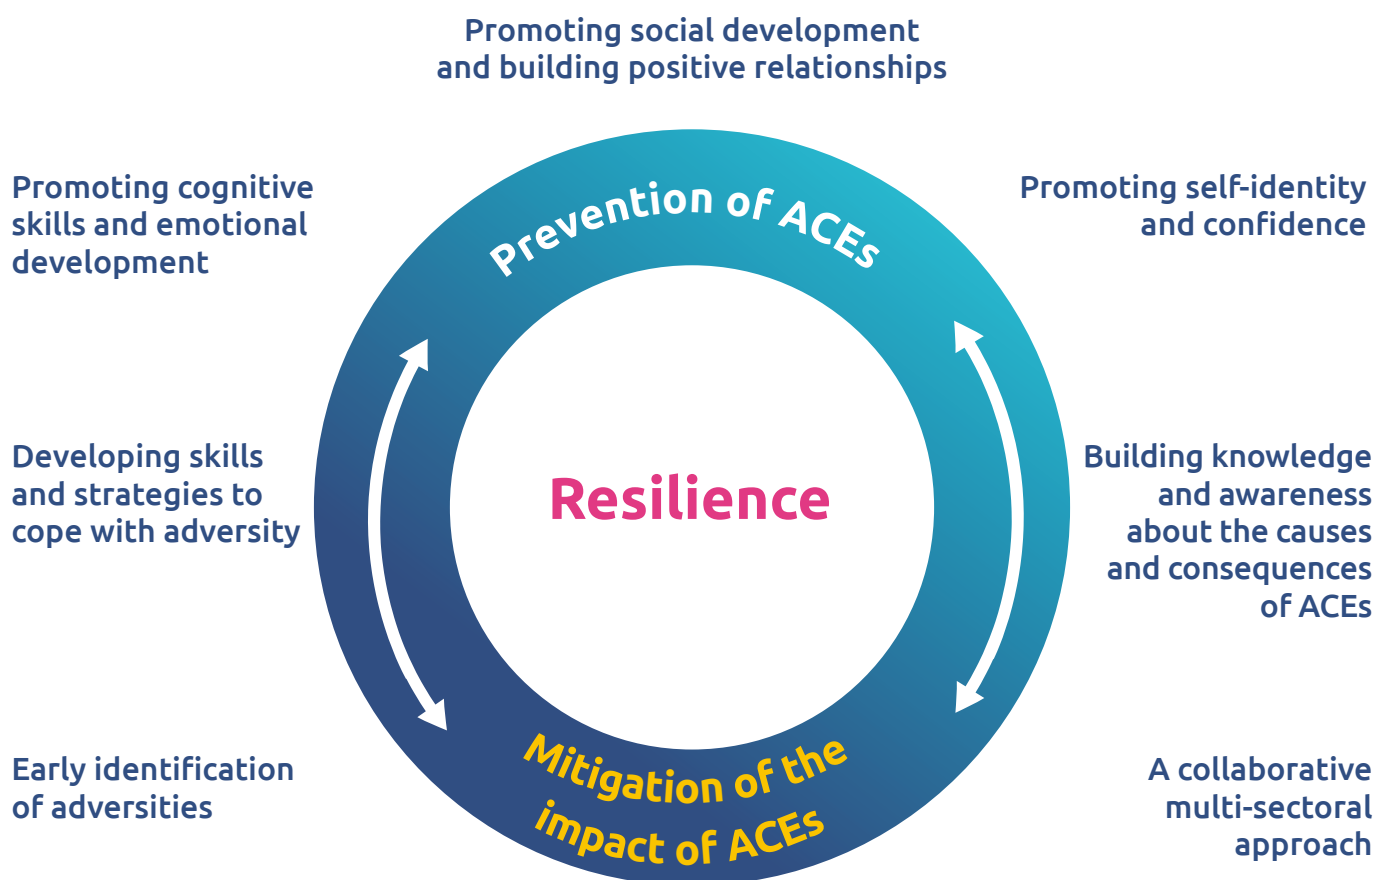 Promoting social development
and building positive relationships
Promoting cognitive
skills and emotional
development
Promoting self-identity
and confidence
Prevention of ACEs
Developing skills
and strategies to
cope with adversity
Resilience
Building knowledge
and awareness
about the causes
and consequences
of ACEs
Early identification
of adversities
Mitigation of the
impact of ACEs
A collaborative
multi-sectoral
approach